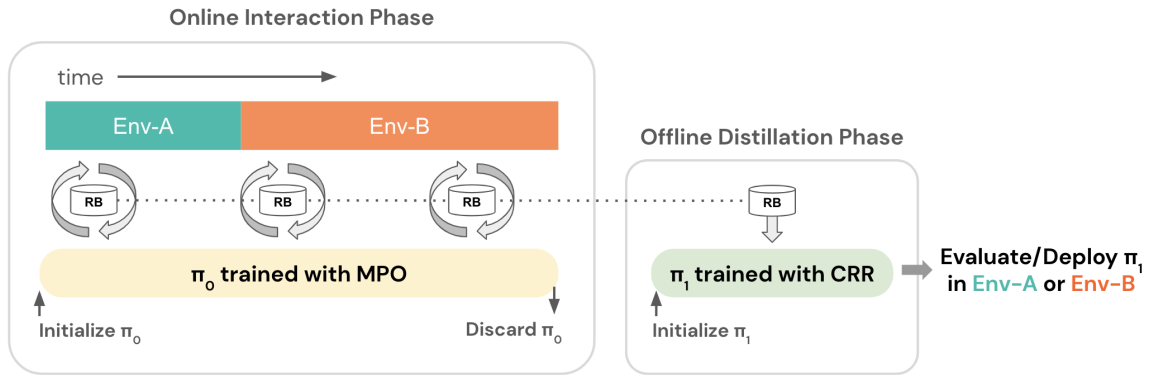 Online Interaction Phase
time
Env-A
Env-B
RB
RB
RB
π₀ trained with MPO
Initialize π₀
Discard π₀
Offline Distillation Phase
RB
π₁ trained with CRR
Initialize π₁
Evaluate/Deploy π₁
in Env-A or Env-B